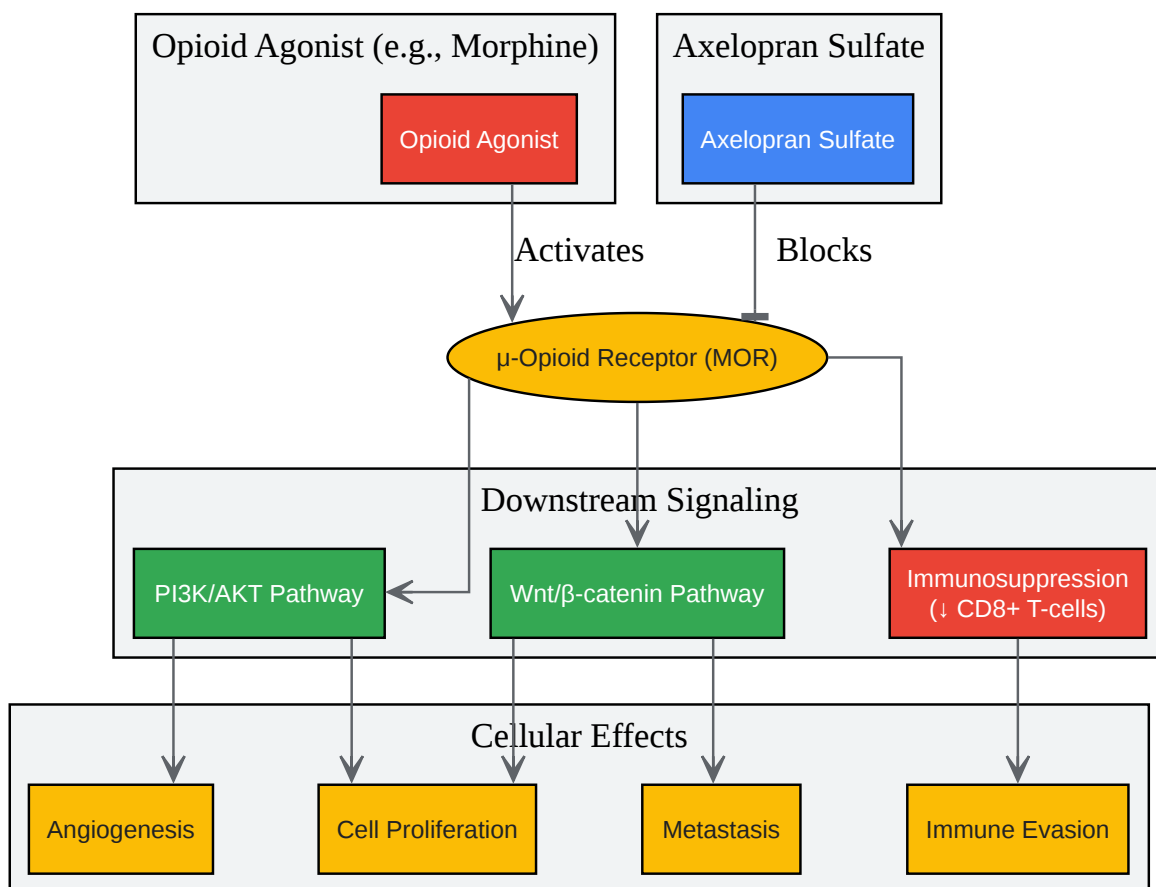 Opioid Agonist (e.g., Morphine)
Axelopran Sulfate
Opioid Agonist
Axelopran Sulfate
Activates
Blocks
μ-Opioid Receptor (MOR)
Downstream Signaling
PI3K/AKT Pathway
Wnt/β-catenin Pathway
Immunosuppression
(↓ CD8+ T-cells)
Cellular Effects
Angiogenesis
Cell Proliferation
Metastasis
Immune Evasion